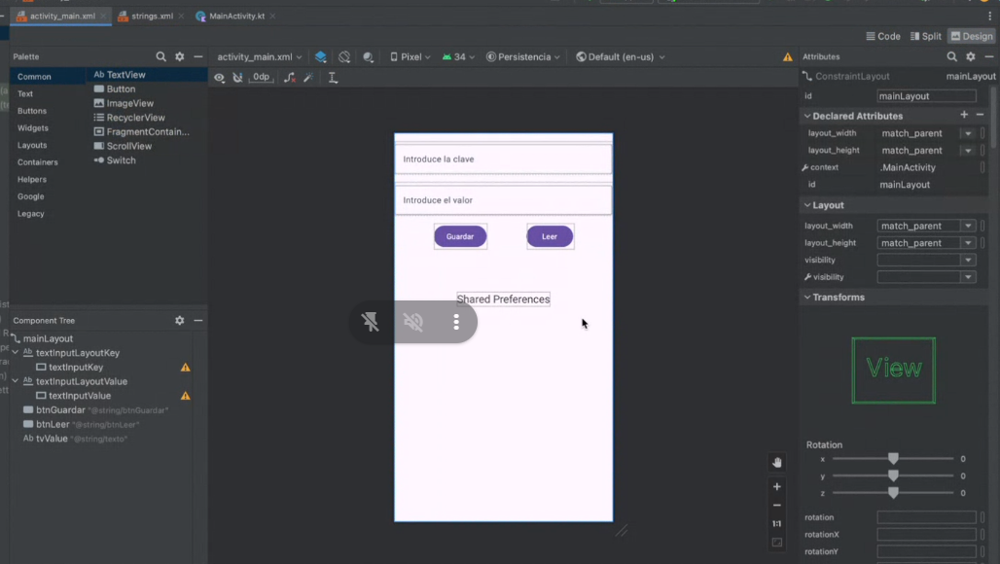 activity_main.xml
strings.xml
MainActivity.kt
Code
Split
Design
Palette
Common
Text
Buttons
Widgets
Layouts
Containers
Helpers
Google
Legacy
Ab TextView
Button
ImageView
RecyclerView
FragmentContain...
ScrollView
Switch
activity_main.xml
Pixel
34
Persistencia
Default (en-us)
0dp
Introduce la clave
Introduce el valor
Guardar
Leer
Shared Preferences
1:1
Component Tree
mainLayout
Ab textInputLayoutKey
textInputKey
Ab textInputLayoutValue
textInputValue
btnGuardar "@string/btnGuardar"
btnLeer "@string/btnLeer"
Ab tvValue "@string/texto"
Attributes
ConstraintLayout mainLayout
id mainLayout
Declared Attributes
layout_width match_parent
layout_height match_parent
context .MainActivity
id mainLayout
Layout
layout_width match_parent
layout_height match_parent
visibility
visibility
Transforms
View
Rotation
x 0
y 0
z 0
rotation
rotationX
rotationY